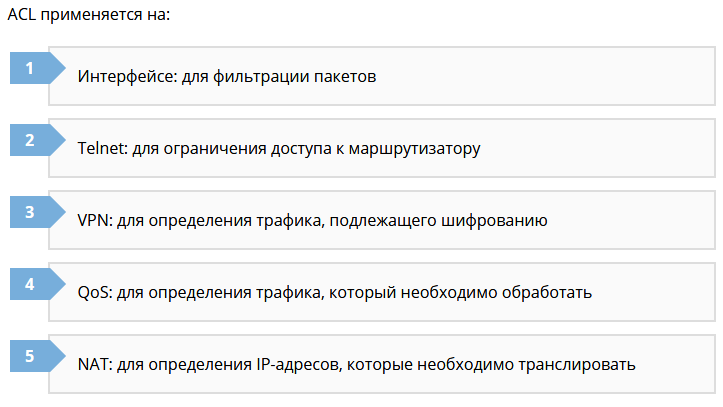 ACL применяется на:
1
Интерфейсе: для фильтрации пакетов
2
Telnet: для ограничения доступа к маршрутизатору
3
VPN: для определения трафика, подлежащего шифрованию
4
QoS: для определения трафика, который необходимо обработать
5
NAT: для определения IP-адресов, которые необходимо транслировать